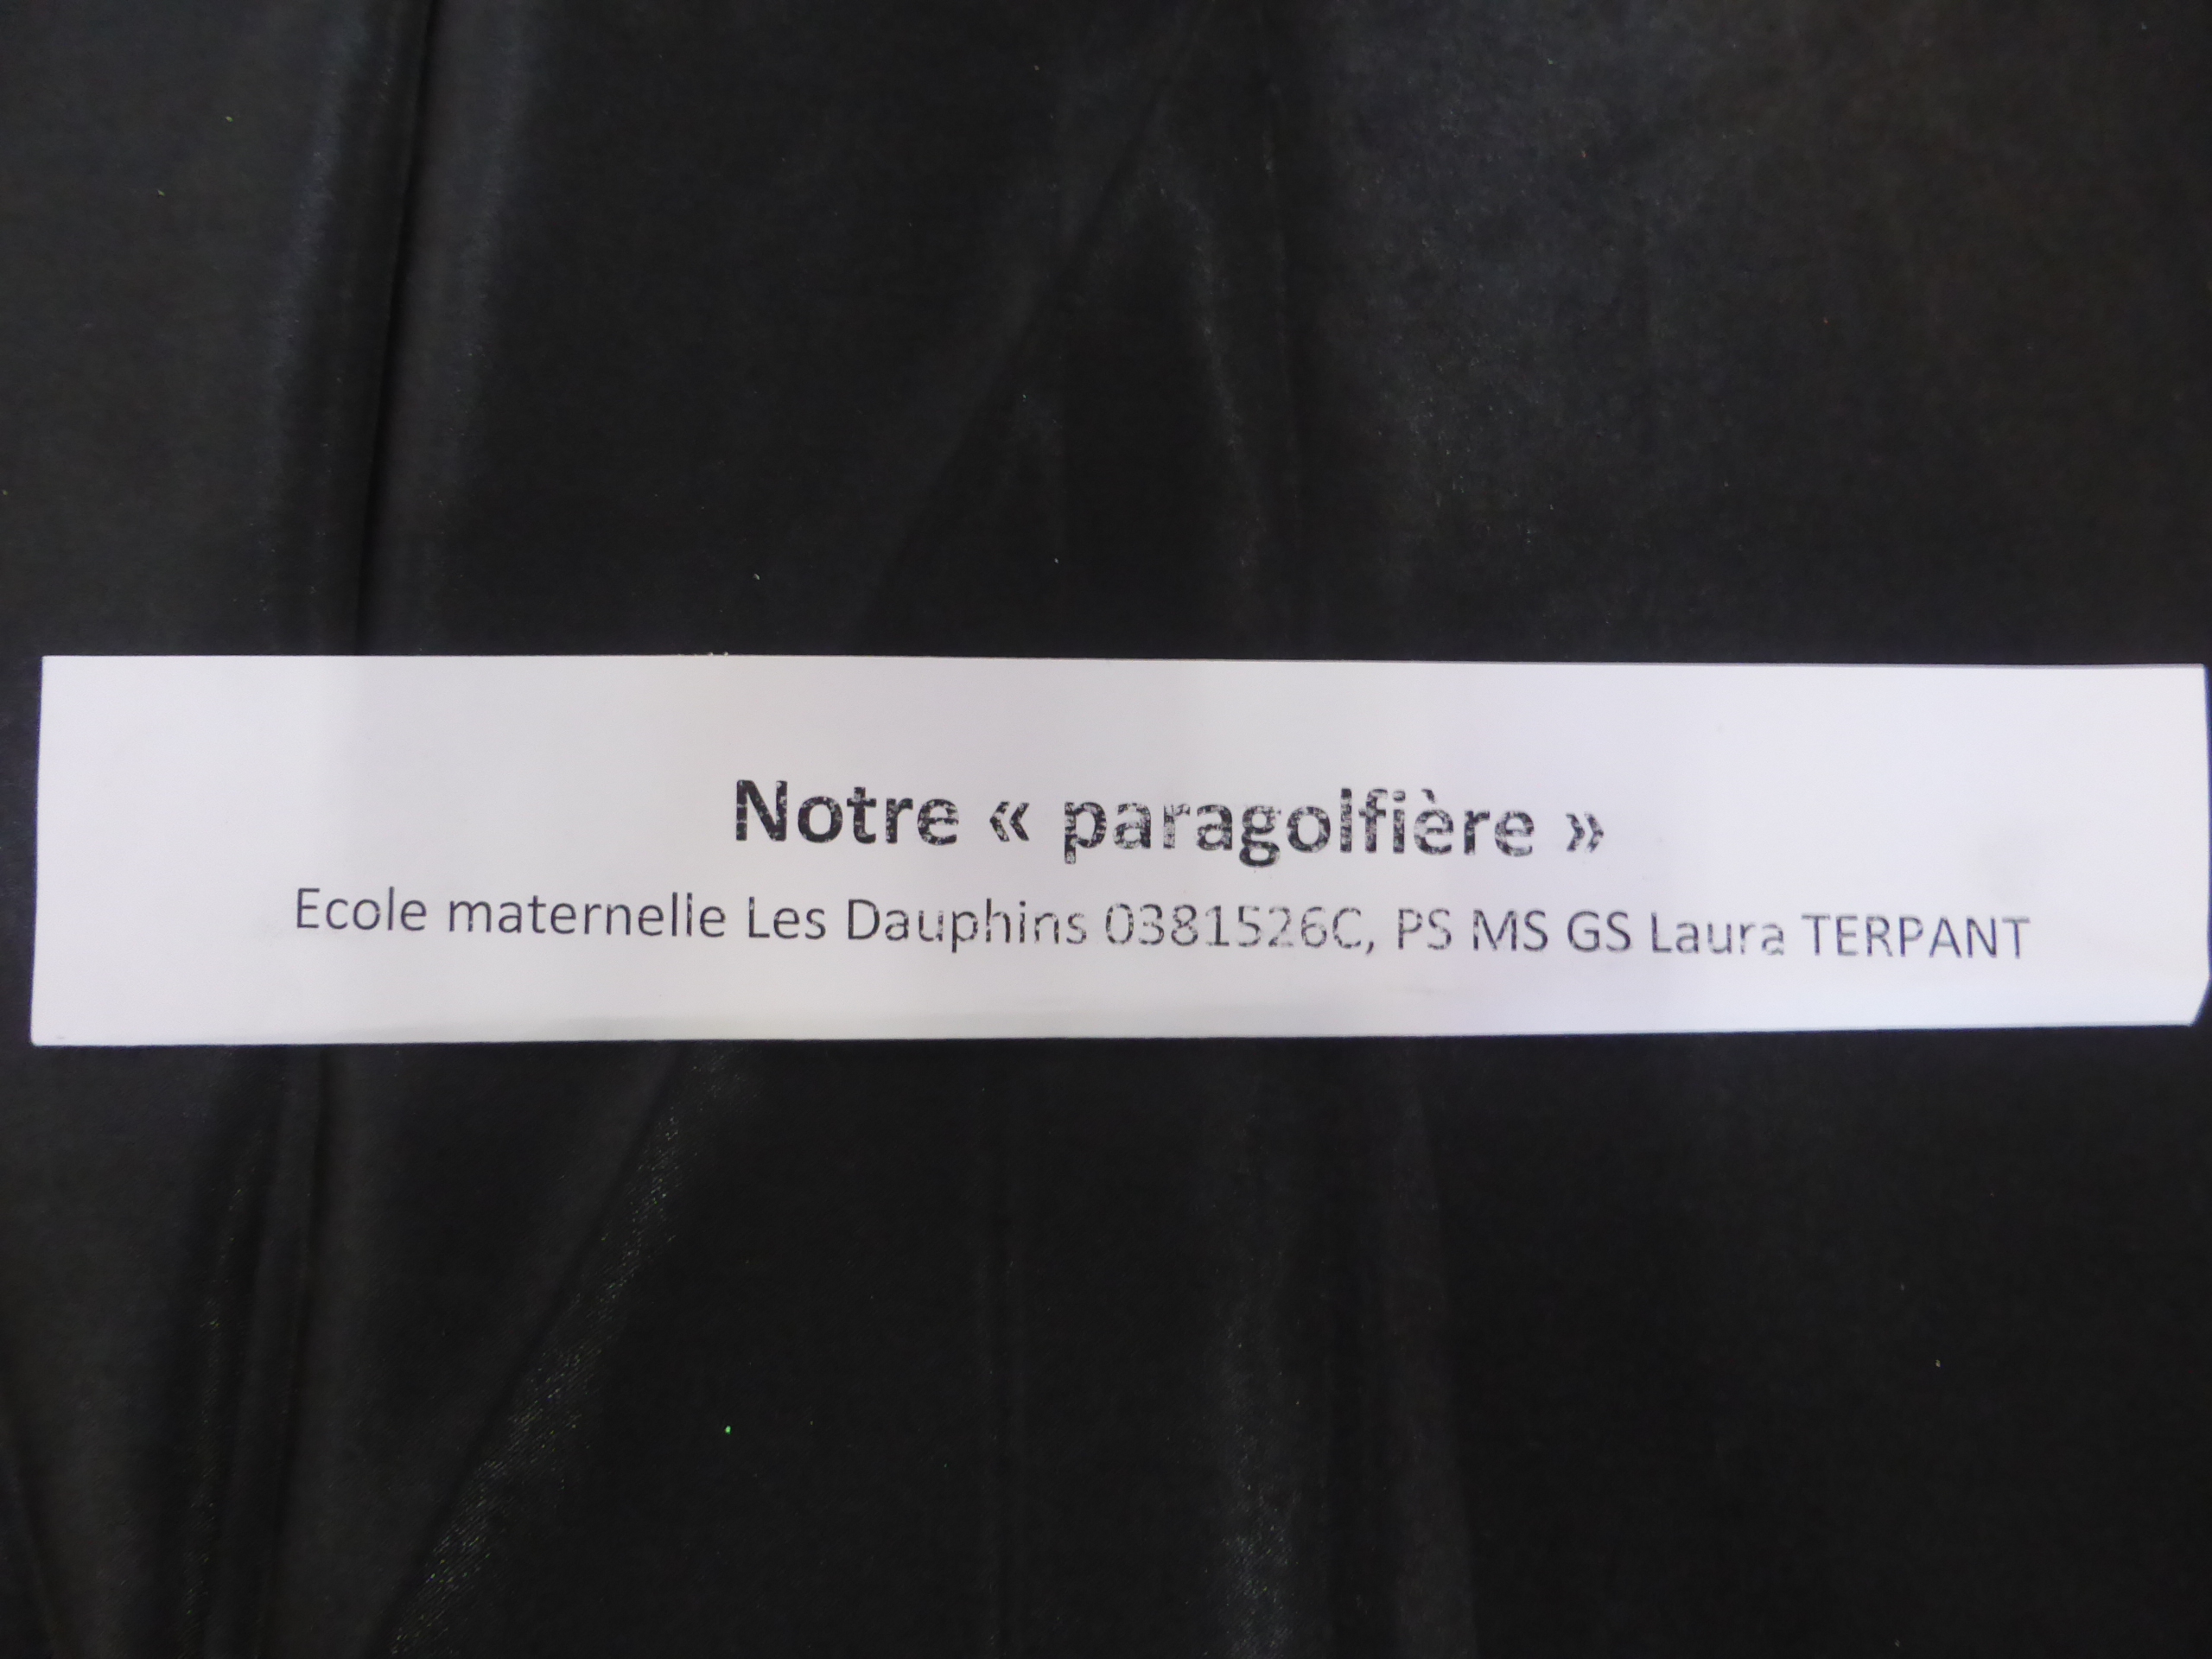 Notre « paragolfière »
Ecole maternelle Les Dauphins 0381526C, PS MS GS Laura TERPANT